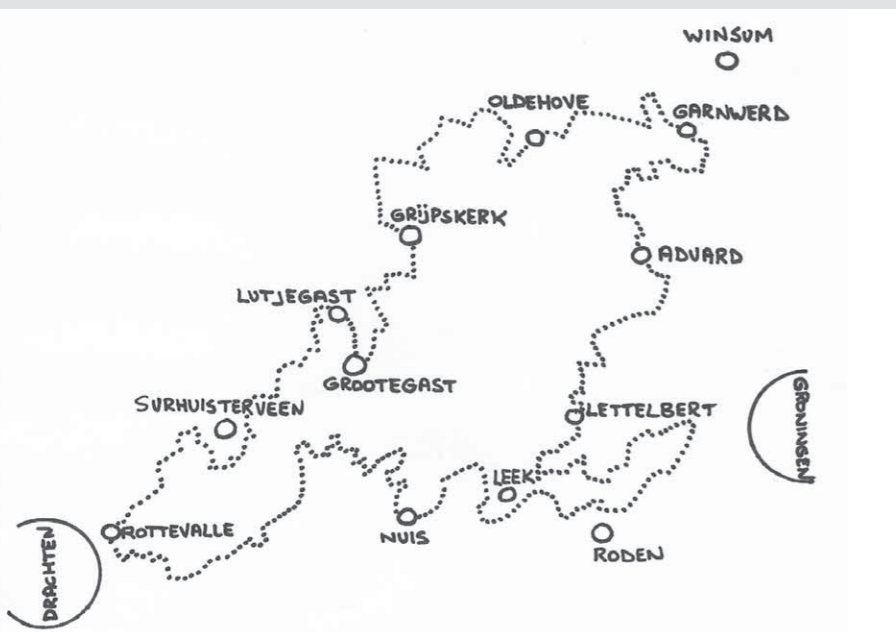 WINSUM
OLDEHOVE
GARNWERD
GRIJPSKERK
ADUARD
LUTJEGAST
GROOTEGAST
SURHUISTERVEEN
LETTELBERT
GRONINGEN
LEEK
ROTTEVALLE
NUIS
RODEN
DRACHTEN